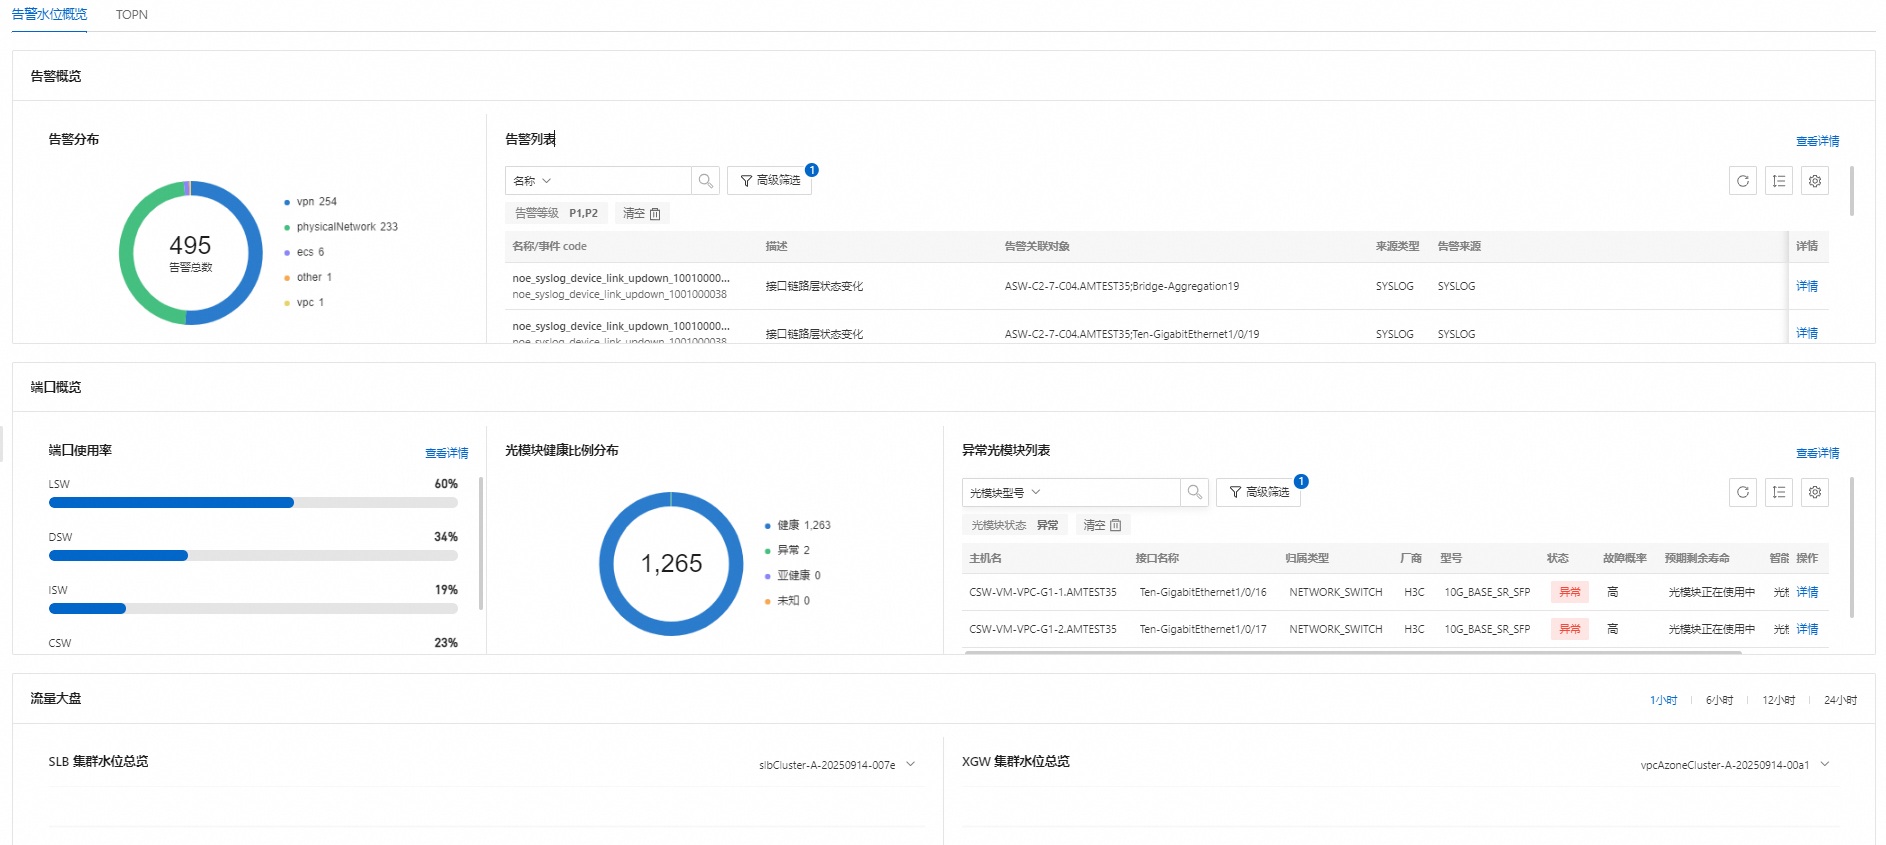 告警水位概览 TOPN
告警概览
告警分布
495
告警总数
vpn 254
physicalNetwork 233
ecs 6
other 1
vpc 1
告警列表 查看详情
名称 高级筛选 1
告警等级 P1,P2 清空
名称/事件 code 描述 告警关联对象 来源类型 告警来源 详情
noe_syslog_device_link_updown_10010000...
noe_syslog_device_link_updown_1001000038
接口链路层状态变化 ASW-C2-7-C04.AMTEST35;Bridge-Aggregation19 SYSLOG SYSLOG 详情
noe_syslog_device_link_updown_10010000...
noe_syslog_device_link_updown_1001000038
接口链路层状态变化 ASW-C2-7-C04.AMTEST35;Ten-GigabitEthernet1/0/19 SYSLOG SYSLOG 详情
端口概览
端口使用率 查看详情
LSW 60%
DSW 34%
ISW 19%
CSW 23%
光模块健康比例分布
1,265
健康 1,263
异常 2
亚健康 0
未知 0
异常光模块列表 查看详情
光模块型号 高级筛选 1
光模块状态 异常 清空
主机名 接口名称 归属类型 厂商 型号 状态 故障概率 预期剩余寿命 智能 操作
CSW-VM-VPC-G1-1.AMTEST35 Ten-GigabitEthernet1/0/16 NETWORK_SWITCH H3C 10G_BASE_SR_SFP 异常 高 光模块正在使用中 详情
CSW-VM-VPC-G1-2.AMTEST35 Ten-GigabitEthernet1/0/17 NETWORK_SWITCH H3C 10G_BASE_SR_SFP 异常 高 光模块正在使用中 详情
流量大盘 1小时 6小时 12小时 24小时
SLB 集群水位总览 slbCluster-A-20250914-007e
XGW 集群水位总览 vpcAzoneCluster-A-20250914-00a1